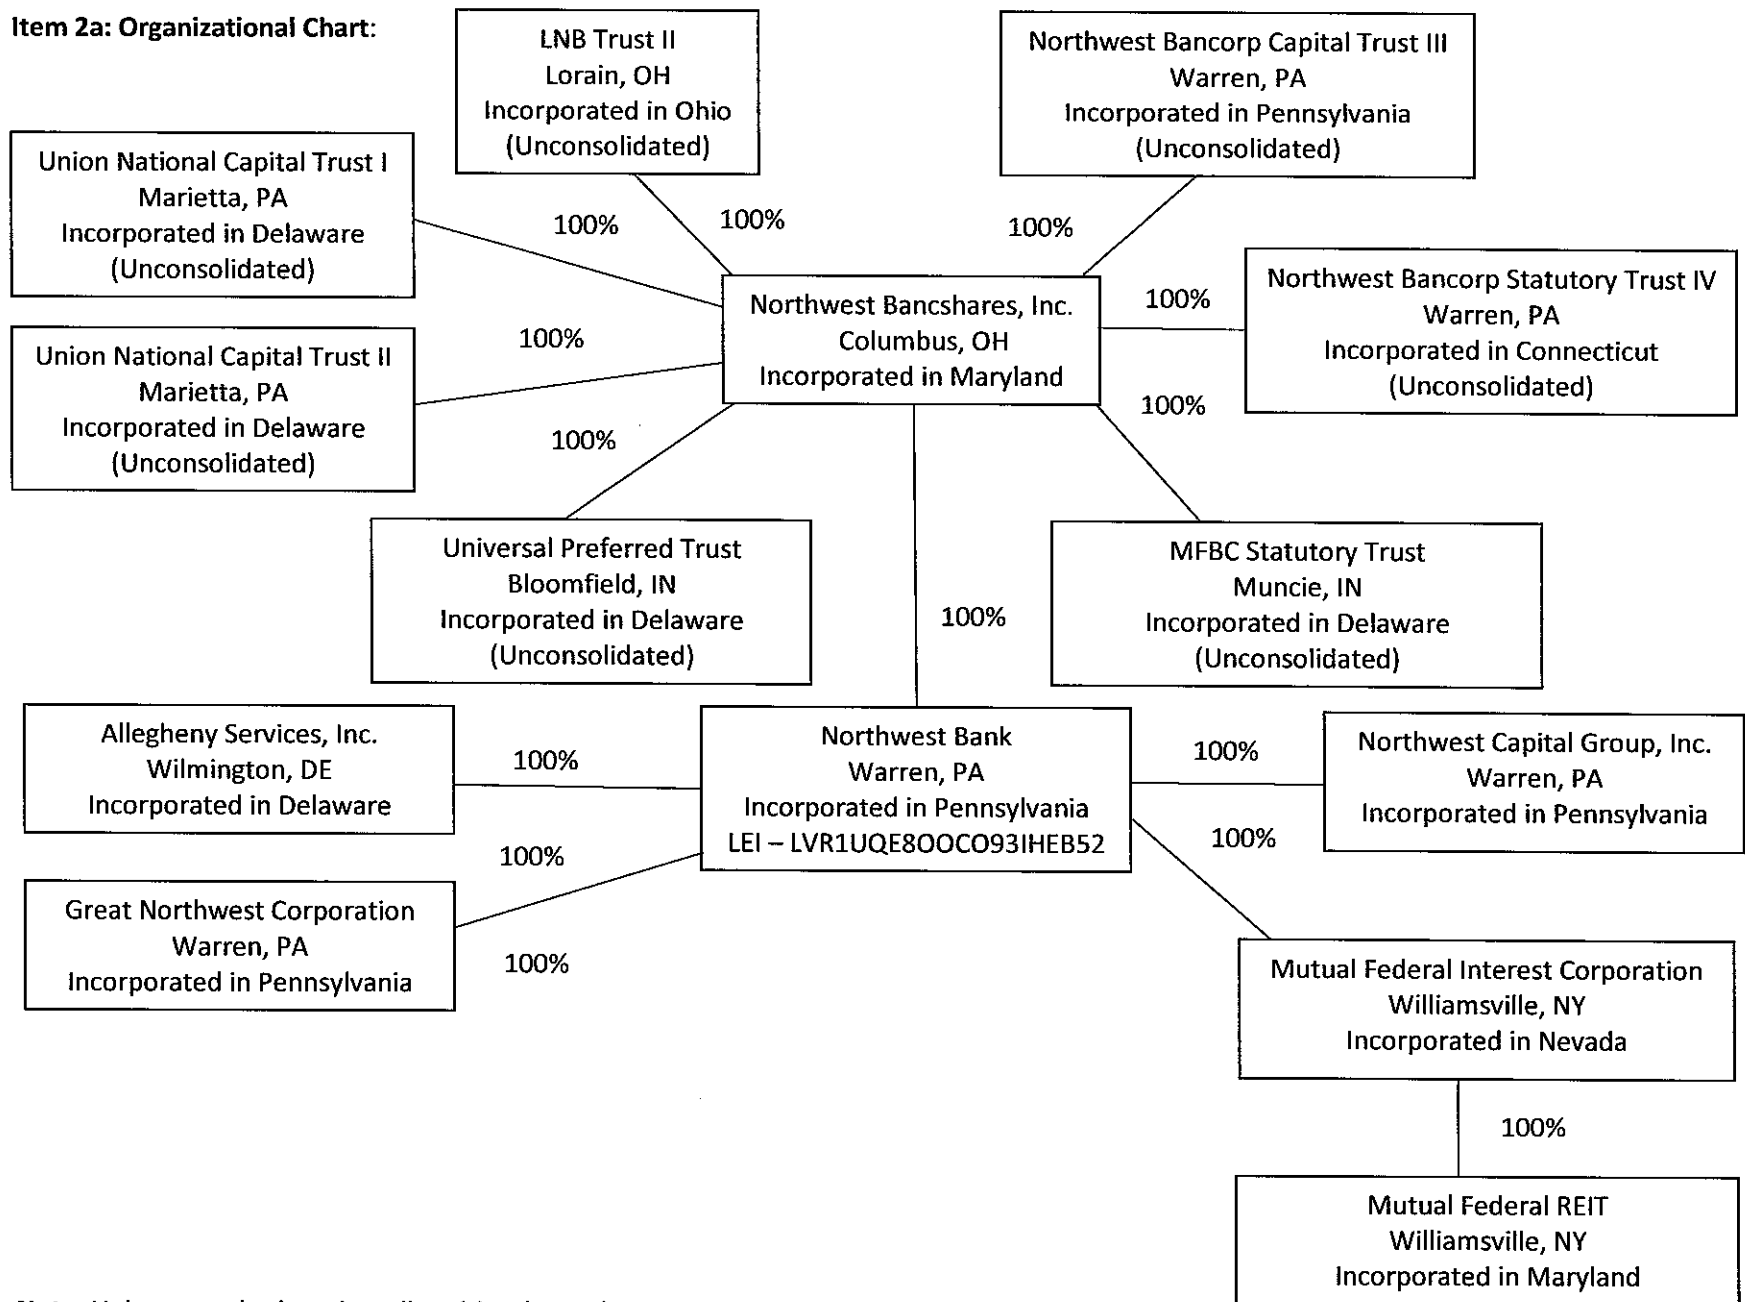 Item 2a: Organizational Chart:
LNB Trust II
Lorain, OH
Incorporated in Ohio
(Unconsolidated)
Northwest Bancorp Capital Trust III
Warren, PA
Incorporated in Pennsylvania
(Unconsolidated)
Union National Capital Trust I
Marietta, PA
Incorporated in Delaware
(Unconsolidated)
100%
100%
100%
Northwest Bancshares, Inc.
Columbus, OH
Incorporated in Maryland
100%
Northwest Bancorp Statutory Trust IV
Warren, PA
Incorporated in Connecticut
(Unconsolidated)
Union National Capital Trust II
Marietta, PA
Incorporated in Delaware
(Unconsolidated)
100%
100%
100%
Universal Preferred Trust
Bloomfield, IN
Incorporated in Delaware
(Unconsolidated)
100%
MFBC Statutory Trust
Muncie, IN
Incorporated in Delaware
(Unconsolidated)
Allegheny Services, Inc.
Wilmington, DE
Incorporated in Delaware
100%
Northwest Bank
Warren, PA
Incorporated in Pennsylvania
LEI – LVR1UQE8OOCO93IHEB52
100%
Northwest Capital Group, Inc.
Warren, PA
Incorporated in Pennsylvania
100%
100%
Great Northwest Corporation
Warren, PA
Incorporated in Pennsylvania
100%
Mutual Federal Interest Corporation
Williamsville, NY
Incorporated in Nevada
100%
Mutual Federal REIT
Williamsville, NY
Incorporated in Maryland